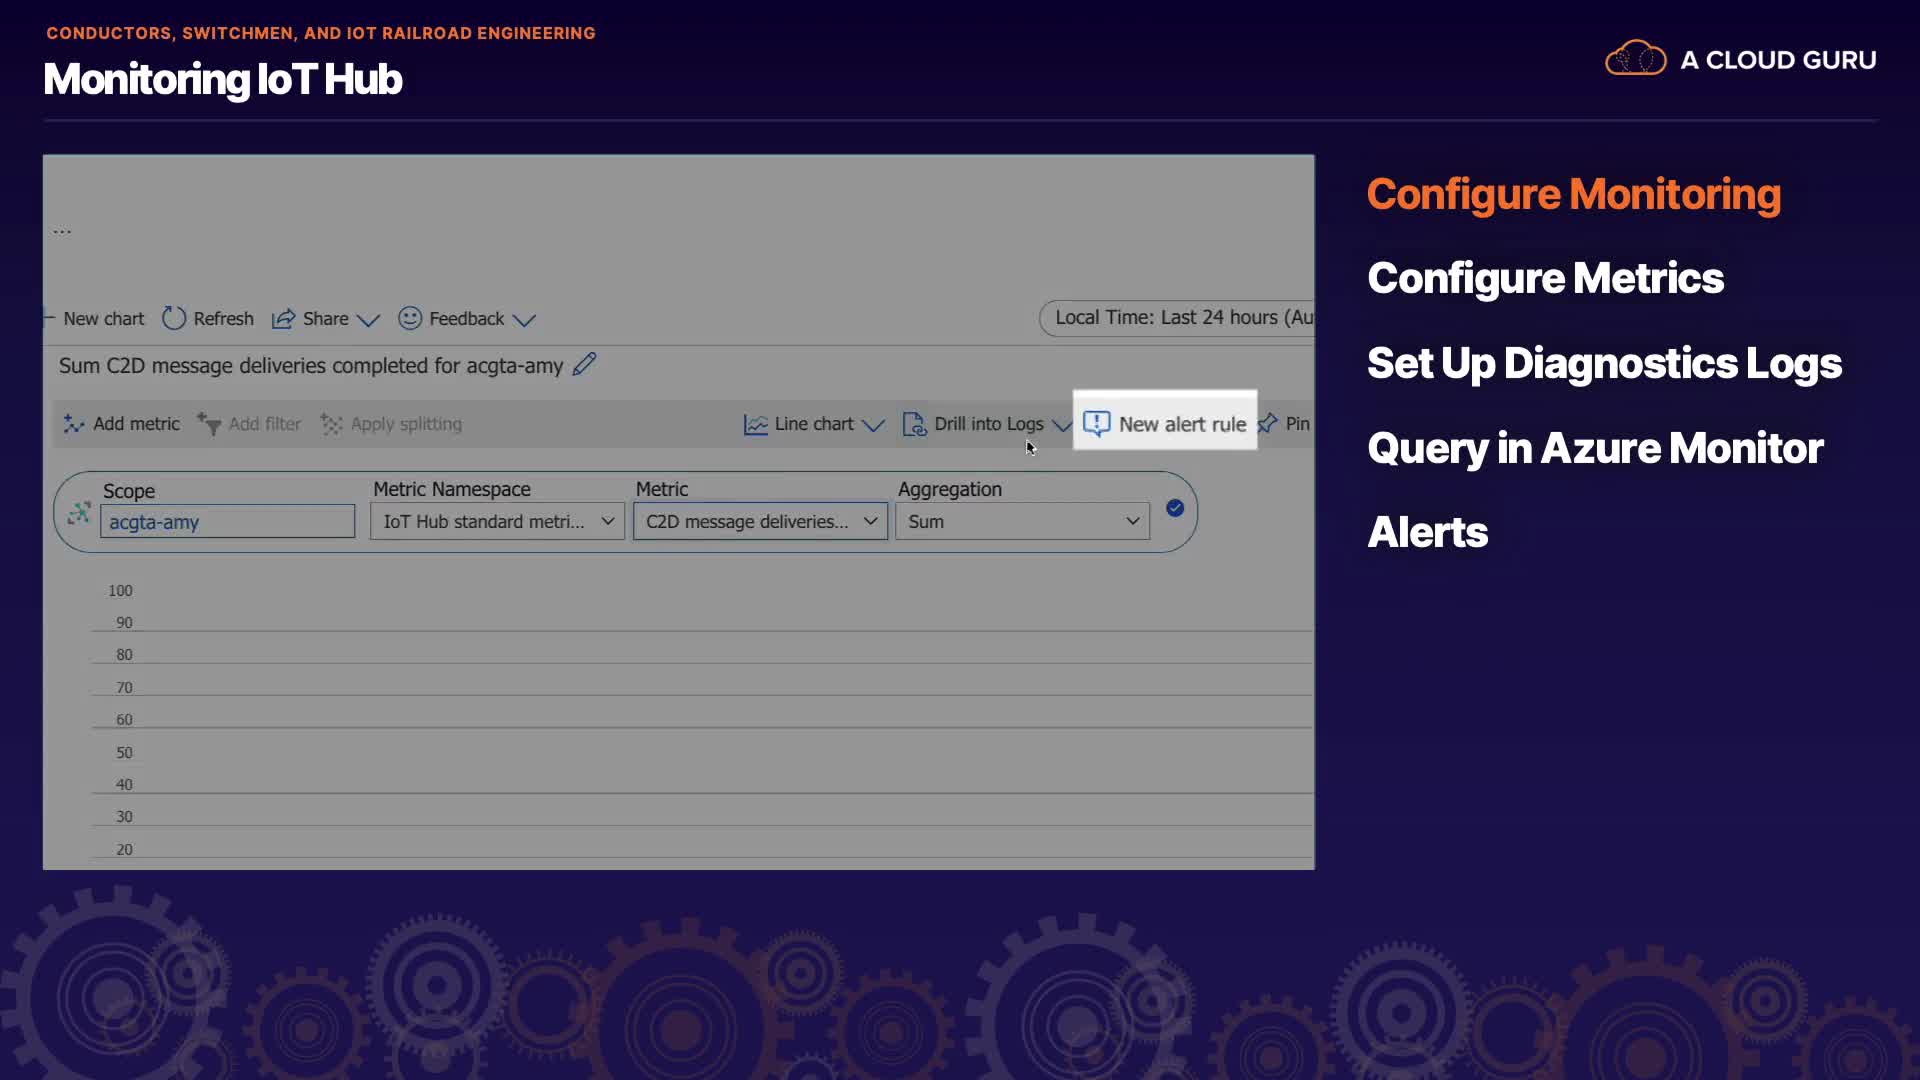 CONDUCTORS, SWITCHMEN, AND IOT RAILROAD ENGINEERING
Monitoring IoT Hub
A CLOUD GURU
...
New chart Refresh Share Feedback
Local Time: Last 24 hours (Au
Sum C2D message deliveries completed for acgta-amy
Add metric Add filter Apply splitting Line chart Drill into Logs New alert rule Pin
Scope Metric Namespace Metric Aggregation
acgta-amy IoT Hub standard metri... C2D message deliveries... Sum
100
90
80
70
60
50
40
30
20
Configure Monitoring
Configure Metrics
Set Up Diagnostics Logs
Query in Azure Monitor
Alerts